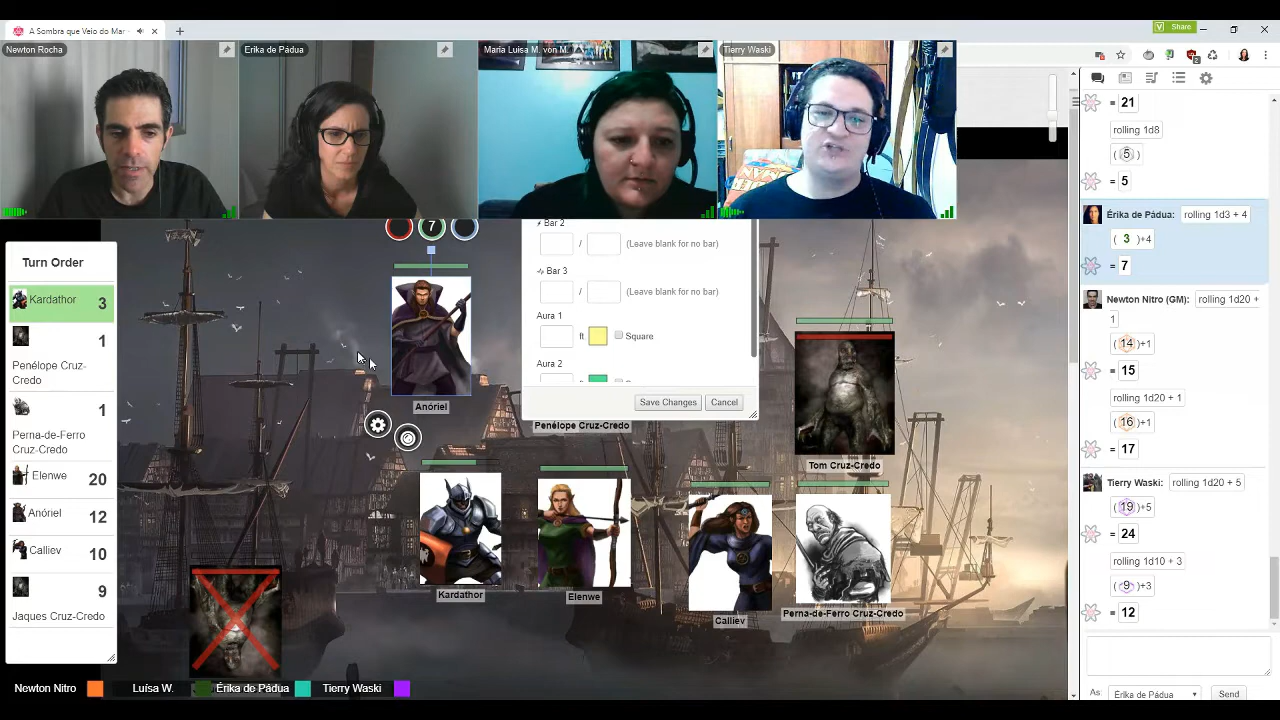 A Sombra que Veio do Mar
Share
Newton Rocha
Erika de Pádua
Maria Luisa M. von M
Tierry Waski
= 21
rolling 1d8
( 5 )
= 5
Érika de Pádua: rolling 1d3 + 4
( 3 )+4
= 7
Newton Nitro (GM): rolling 1d20 +
1
( 14 )+1
= 15
rolling 1d20 + 1
( 16 )+1
= 17
Tierry Waski: rolling 1d20 + 5
( 19 )+5
= 24
rolling 1d10 + 3
( 9 )+3
= 12
As: Érika de Pádua
Send
Turn Order
Kardathor 3
1
Penélope Cruz-
Credo
1
Perna-de-Ferro
Cruz-Credo
Elenwe 20
Anóriel 12
Calliev 10
9
Jaques Cruz-Credo
7
Bar 2
/ (Leave blank for no bar)
Bar 3
/ (Leave blank for no bar)
Aura 1
ft Square
Aura 2
Save Changes Cancel
Anóriel
Penélope Cruz-Credo
Tom Cruz-Credo
Kardathor
Elenwe
Calliev
Perna-de-Ferro Cruz-Credo
Newton Nitro
Luísa W.
Érika de Pádua
Tierry Waski